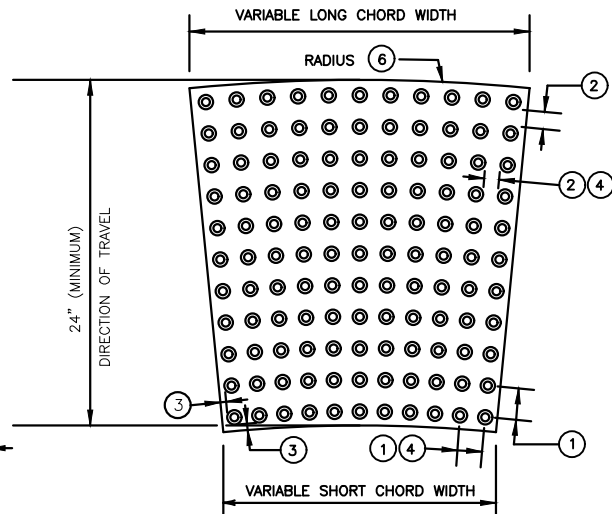 VARIABLE LONG CHORD WIDTH
RADIUS 6
2
2 4
24" (MINIMUM)
DIRECTION OF TRAVEL
3
3
1 4
1
VARIABLE SHORT CHORD WIDTH